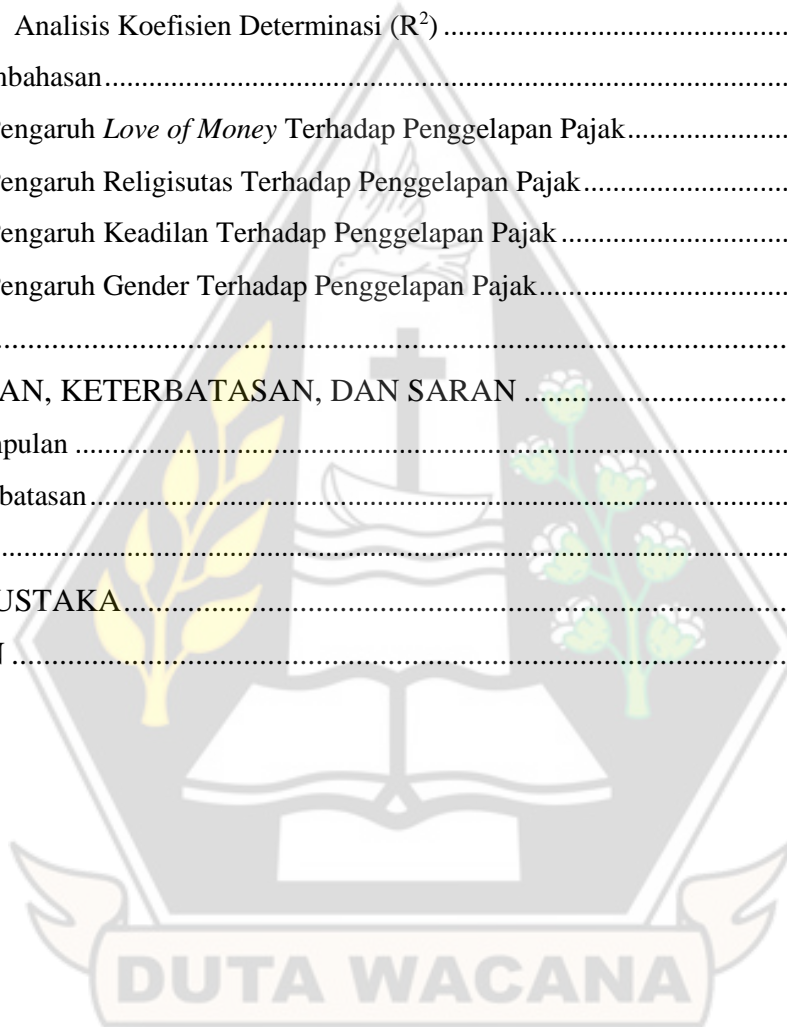 Analisis Koefisien Determinasi (R²) ........................................
nbahasan........................................
engaruh Love of Money Terhadap Penggelapan Pajak........................................
engaruh Religisutas Terhadap Penggelapan Pajak........................................
engaruh Keadilan Terhadap Penggelapan Pajak ........................................
engaruh Gender Terhadap Penggelapan Pajak........................................
........................................
AN, KETERBATASAN, DAN SARAN ........................................
npulan ........................................
batasan........................................
........................................
USTAKA........................................
N ........................................
DUTA WACANA